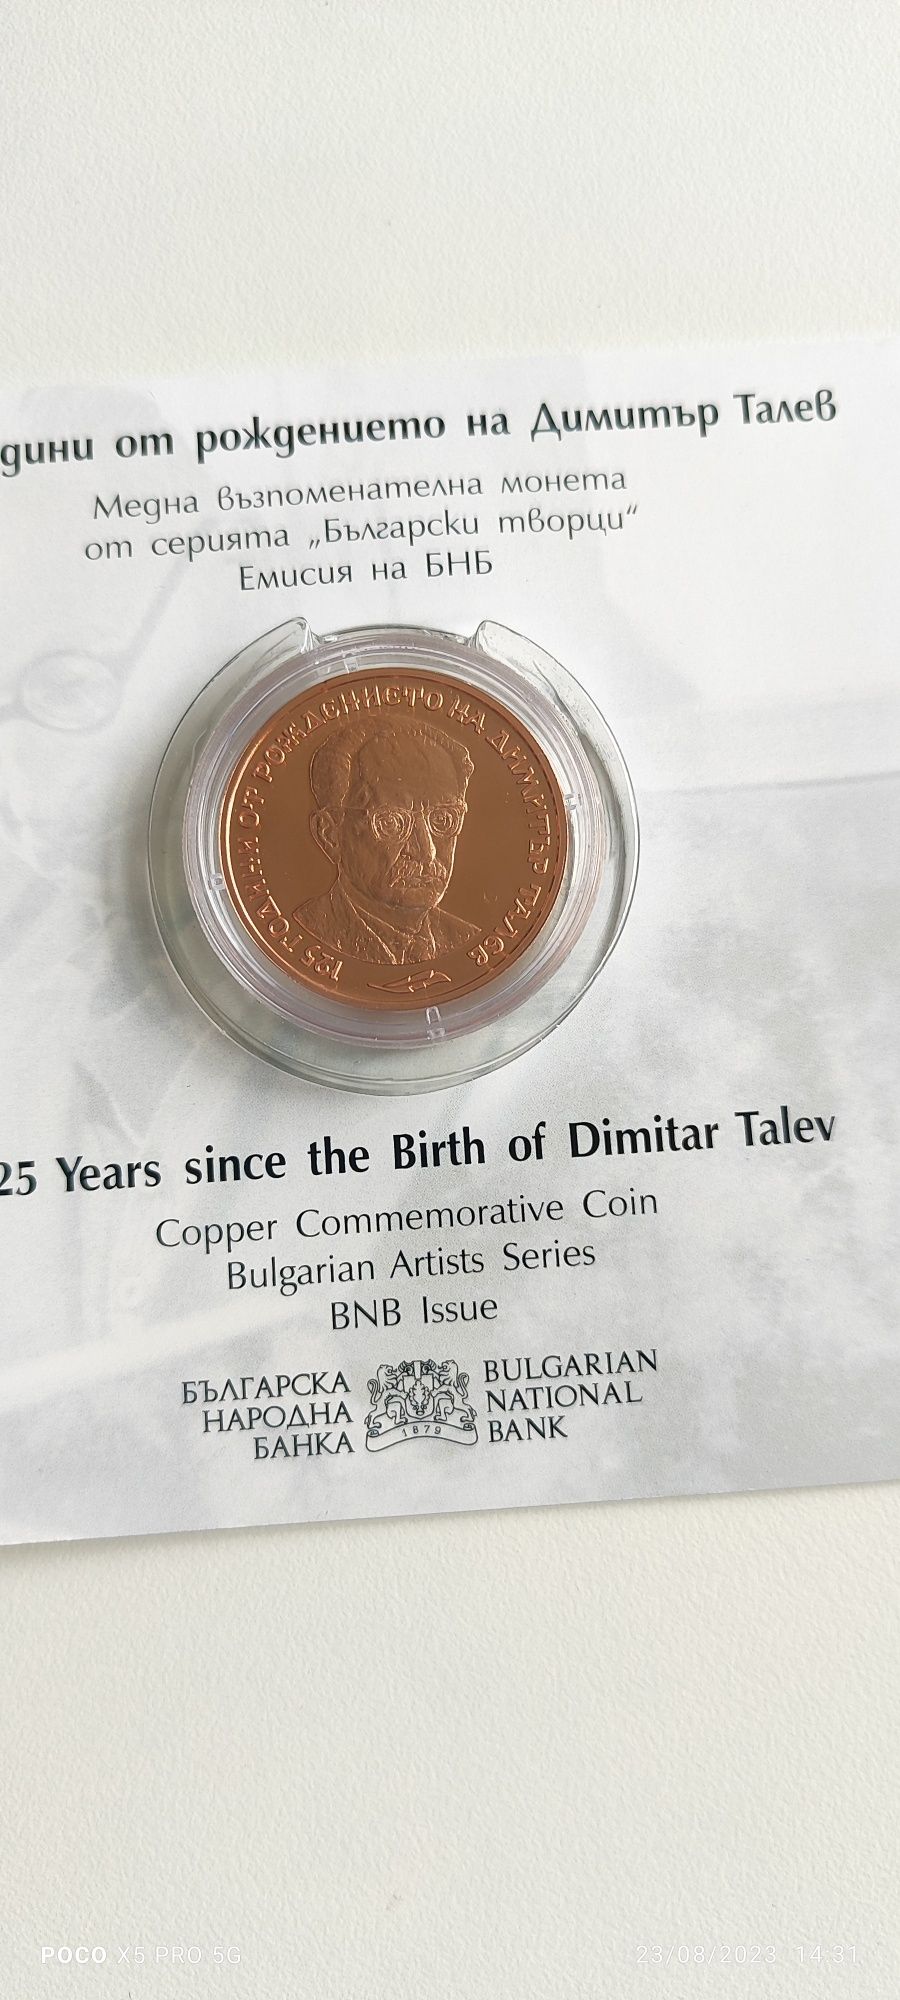 дини от рождението на Димитър Талев
Медна възпоменателна монета
от серията „Български творци“
Емисия на БНБ
125 ГОДИНИ ОТ РОЖДЕНИЕТО НА ДИМИТЪР ТАЛЕВ
25 Years since the Birth of Dimitar Talev
Copper Commemorative Coin
Bulgarian Artists Series
BNB Issue
БЪЛГАРСКА
НАРОДНА
БАНКА
1879
BULGARIAN
NATIONAL
BANK
POCO X5 PRO 5G
23/08/2023 14:31